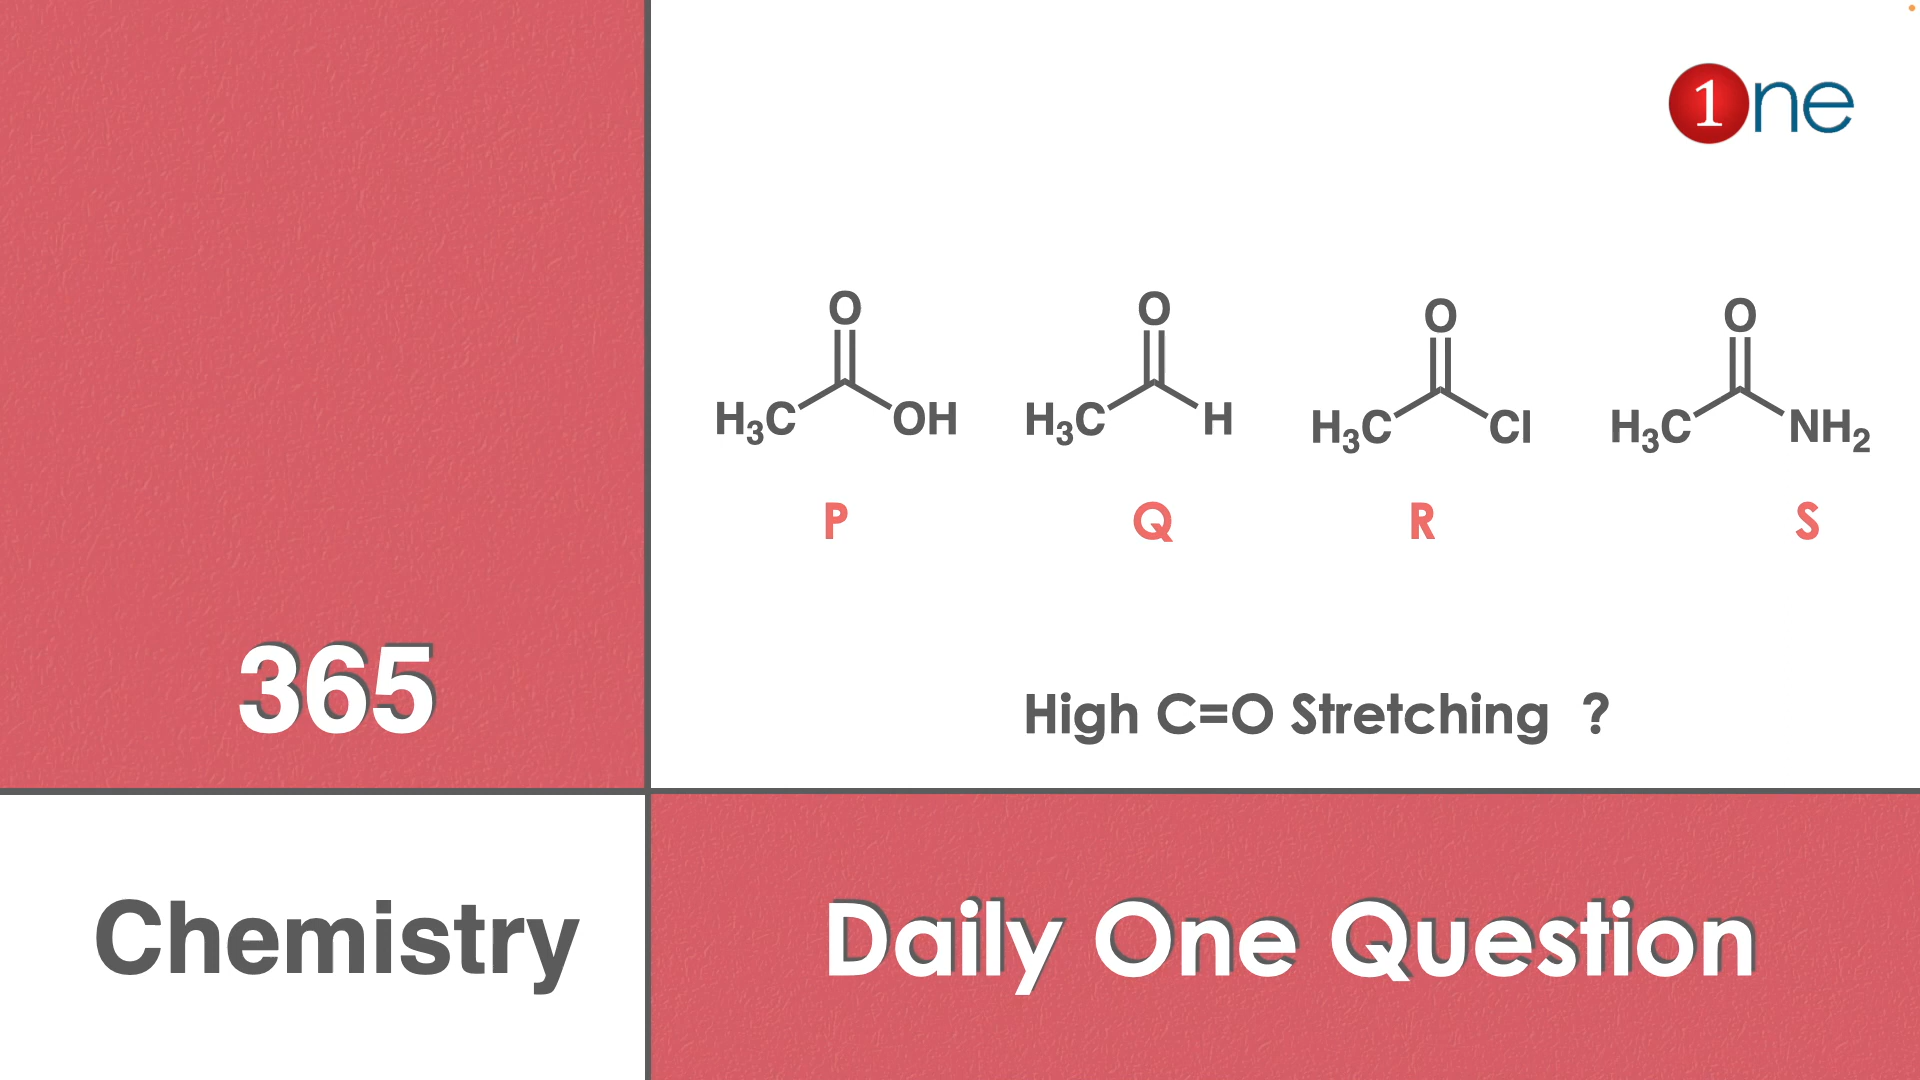 1ne
O O O O
H₃C OH H₃C H H₃C Cl H₃C NH₂
P Q R S
365
High C=O Stretching ?
Chemistry
Daily One Question